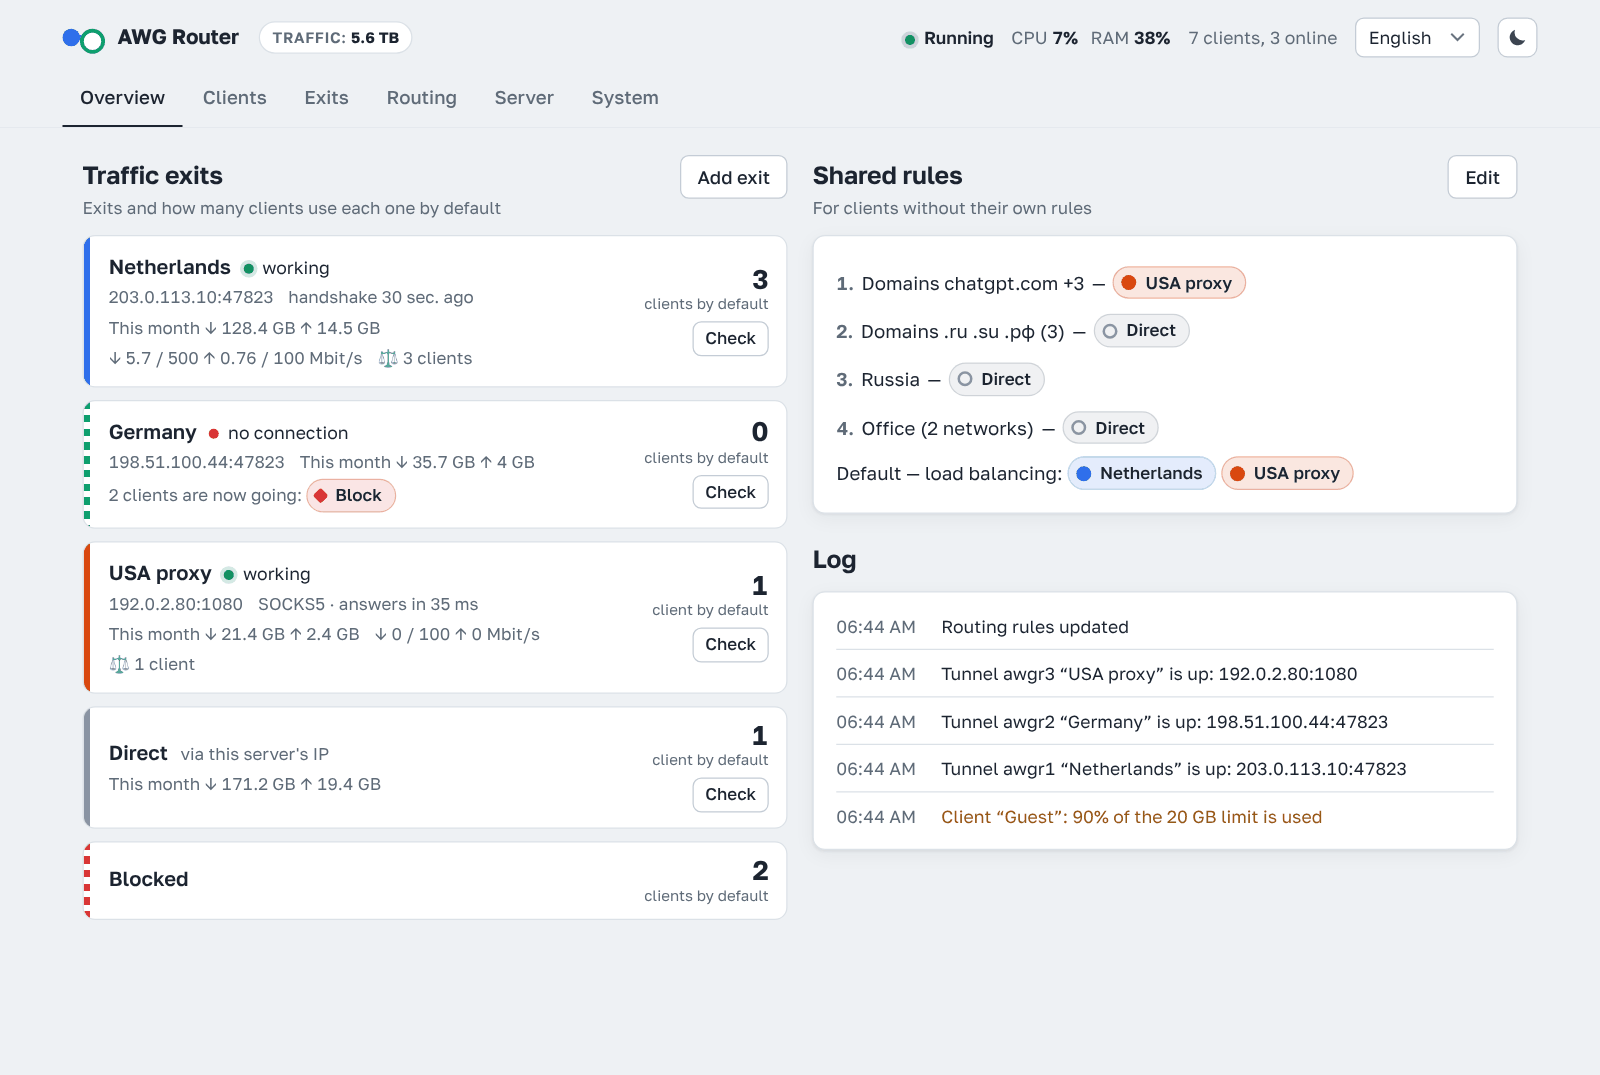 AWG Router
TRAFFIC: 5.6 TB
Running CPU 7% RAM 38% 7 clients, 3 online
English
Overview Clients Exits Routing Server System
Traffic exits
Exits and how many clients use each one by default
Add exit
Netherlands working
203.0.113.10:47823 handshake 30 sec. ago
This month ↓ 128.4 GB ↑ 14.5 GB
↓ 5.7 / 500 ↑ 0.76 / 100 Mbit/s ⚖ 3 clients
3
clients by default
Check
Germany no connection
198.51.100.44:47823 This month ↓ 35.7 GB ↑ 4 GB
2 clients are now going: Block
0
clients by default
Check
USA proxy working
192.0.2.80:1080 SOCKS5 · answers in 35 ms
This month ↓ 21.4 GB ↑ 2.4 GB ↓ 0 / 100 ↑ 0 Mbit/s
⚖ 1 client
1
client by default
Check
Direct via this server's IP
This month ↓ 171.2 GB ↑ 19.4 GB
1
client by default
Check
Blocked
2
clients by default
Shared rules
For clients without their own rules
Edit
1. Domains chatgpt.com +3 — USA proxy
2. Domains .ru .su .рф (3) — Direct
3. Russia — Direct
4. Office (2 networks) — Direct
Default — load balancing: Netherlands USA proxy
Log
06:44 AM Routing rules updated
06:44 AM Tunnel awgr3 “USA proxy” is up: 192.0.2.80:1080
06:44 AM Tunnel awgr2 “Germany” is up: 198.51.100.44:47823
06:44 AM Tunnel awgr1 “Netherlands” is up: 203.0.113.10:47823
06:44 AM Client “Guest”: 90% of the 20 GB limit is used